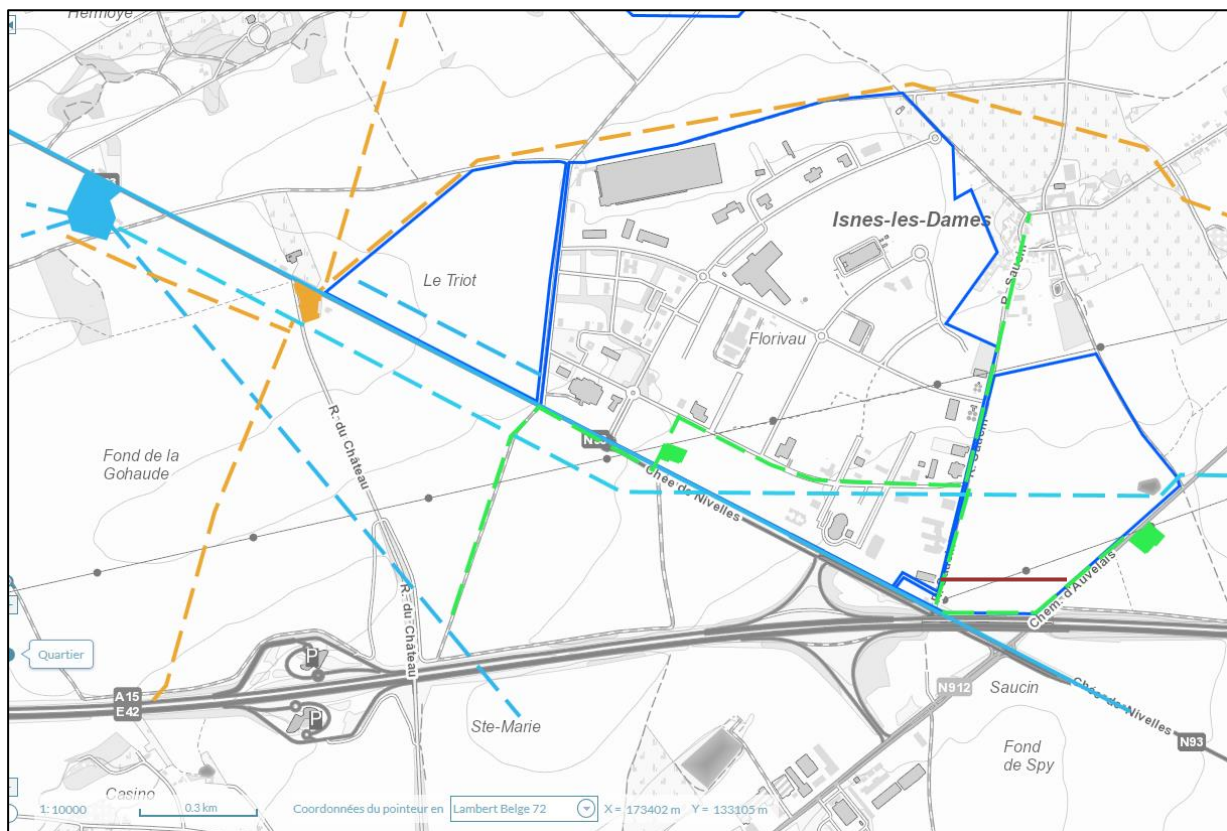 Hermoye
Isnes-les-Dames
Le Triot
R. Saucin
Florivau
R. du Château
Fond de la
Gohaude
N93
Chée de Nivelles
R. Saucin
Chem. d'Auvelais
R. du Château
Quartier
P
A15
E42
P
N912
Saucin
Chée de Nivelles
Ste-Marie
N93
Fond
de Spy
Casino
1: 10000
0.3 km
Coordonnées du pointeur en
Lambert Belge 72
X = 173402 m
Y = 133105 m